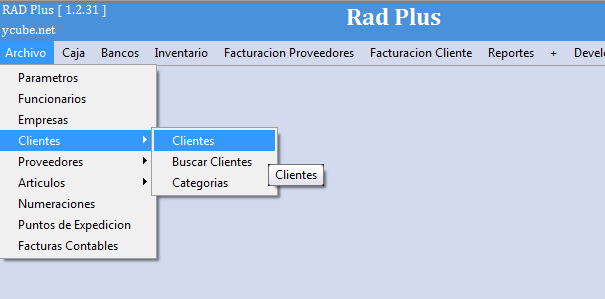 RAD Plus [ 1.2.31 ]
Rad Plus
ycube.net
Archivo Caja Bancos Inventario Facturacion Proveedores Facturacion Cliente Reportes + Devel
Parametros
Funcionarios
Empresas
Clientes
Proveedores
Articulos
Numeraciones
Puntos de Expedicion
Facturas Contables
Clientes
Buscar Clientes
Categorias
Clientes